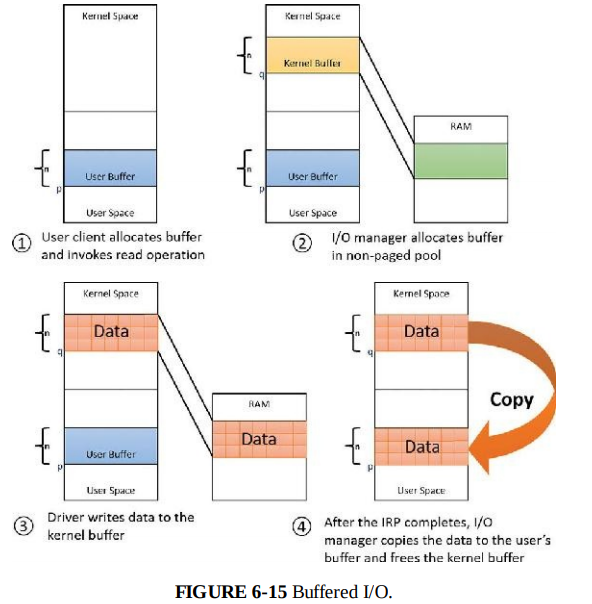 Kernel Space
n
User Buffer
p
User Space
① User client allocates buffer
and invokes read operation
Kernel Space
n
Kernel Buffer
q
RAM
n
User Buffer
p
User Space
② I/O manager allocates buffer
in non-paged pool
Kernel Space
n
Data
q
RAM
Data
n
User Buffer
p
User Space
③ Driver writes data to the
kernel buffer
Kernel Space
n
Data
q
Copy
n
Data
p
User Space
④ After the IRP completes, I/O
manager copies the data to the user's
buffer and frees the kernel buffer
FIGURE 6-15 Buffered I/O.